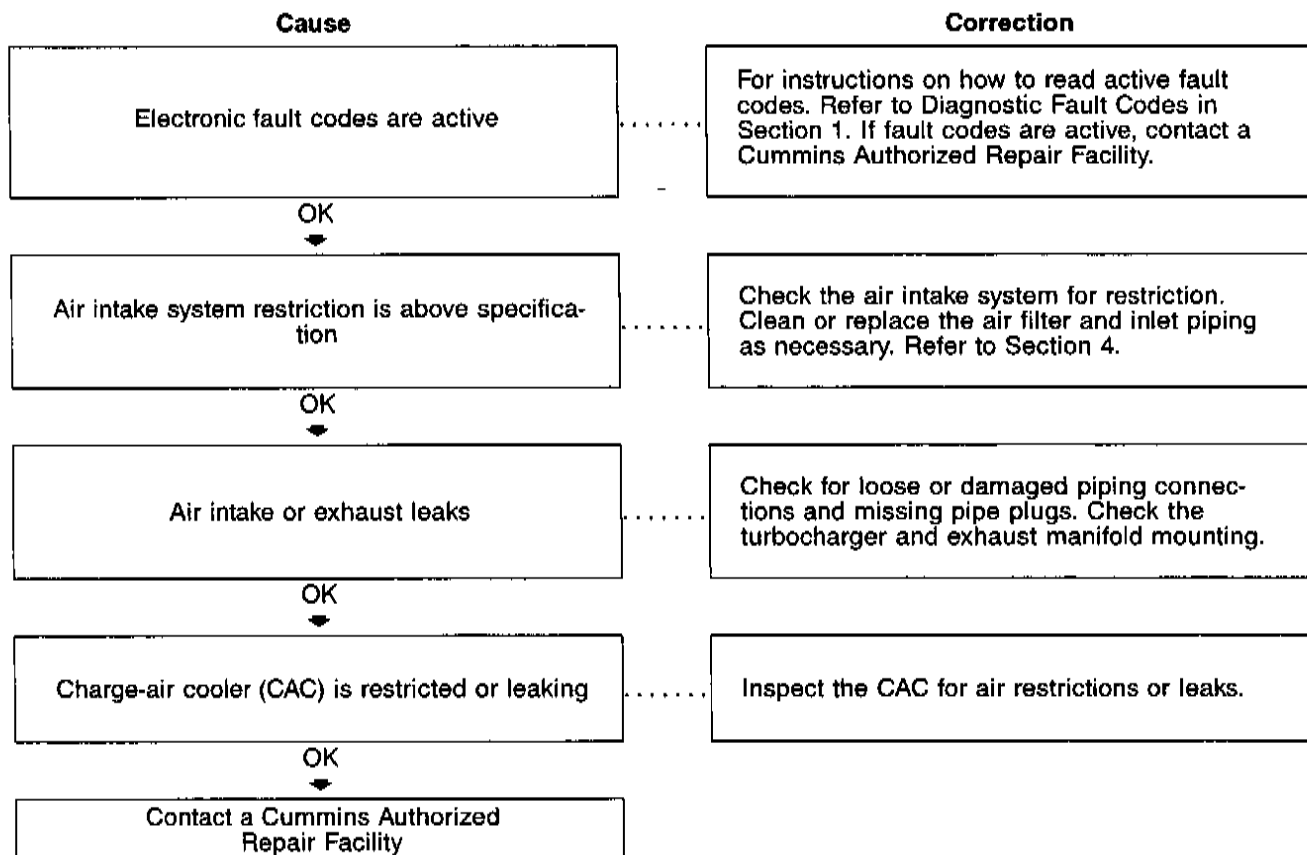 Cause
Correction
Electronic fault codes are active
For instructions on how to read active fault
codes. Refer to Diagnostic Fault Codes in
Section 1. If fault codes are active, contact a
Cummins Authorized Repair Facility.
OK
Air intake system restriction is above specifica-
tion
Check the air intake system for restriction.
Clean or replace the air filter and inlet piping
as necessary. Refer to Section 4.
OK
Air intake or exhaust leaks
Check for loose or damaged piping connec-
tions and missing pipe plugs. Check the
turbocharger and exhaust manifold mounting.
OK
Charge-air cooler (CAC) is restricted or leaking
Inspect the CAC for air restrictions or leaks.
OK
Contact a Cummins Authorized
Repair Facility